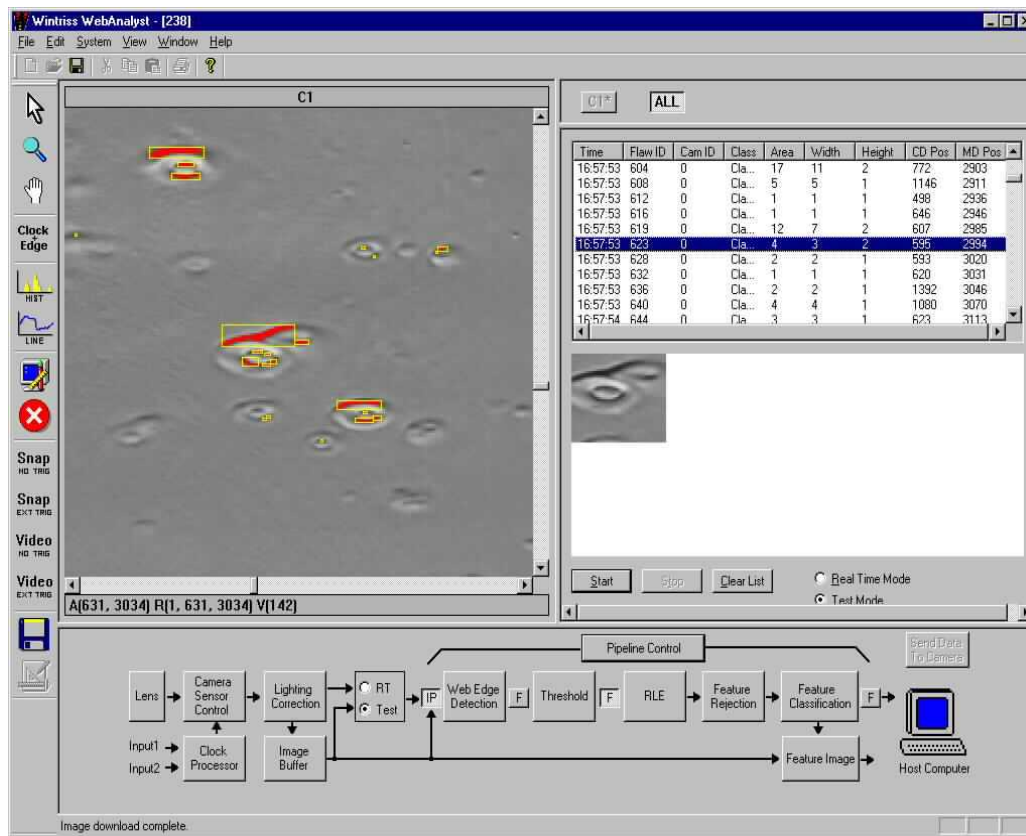 Wintriss WebAnalyst - [238]
File Edit System View Window Help
C1
C1* ALL
Clock
+
Edge
HIST
LINE
Snap
NO TRIG
Snap
EXT TRIG
Video
NO TRIG
Video
EXT TRIG
Time Flaw ID Cam ID Class Area Width Height CD Pos MD Pos
16:57:53 604 0 Cla... 17 11 2 772 2903
16:57:53 608 0 Cla... 5 5 1 1146 2911
16:57:53 612 0 Cla... 1 1 1 498 2936
16:57:53 616 0 Cla... 1 1 1 646 2946
16:57:53 619 0 Cla... 12 7 2 607 2985
16:57:53 623 0 Cla... 4 3 2 595 2994
16:57:53 628 0 Cla... 2 2 1 593 3020
16:57:53 632 0 Cla... 1 1 1 620 3031
16:57:53 636 0 Cla... 2 2 1 1392 3046
16:57:53 640 0 Cla... 4 4 1 1080 3070
16:57:54 644 0 Cla... 3 3 1 623 3113
Start Stop Clear List
Real Time Mode
Test Mode
A(631, 3034) R(1, 631, 3034) V(142)
Pipeline Control
Send Data
To Camera
Lens
Camera
Sensor
Control
Lighting
Correction
RT
Test
IP
Web Edge
Detection
F
Threshold
F
RLE
Feature
Rejection
Feature
Classification
F
Input1
Input2
Clock
Processor
Image
Buffer
Feature Image
Host Computer
Image download complete.